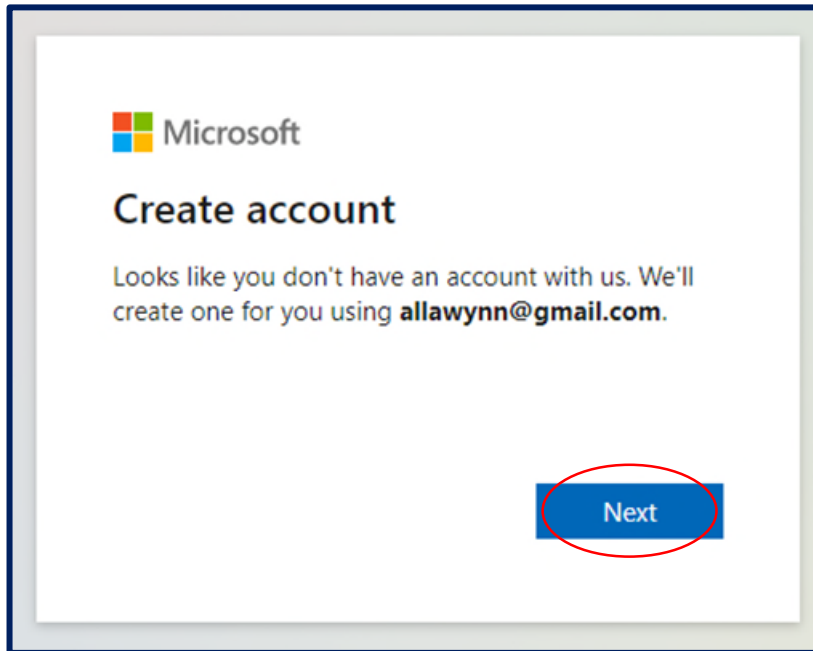 Microsoft
Create account
Looks like you don't have an account with us. We'll
create one for you using allawynn@gmail.com.
Next